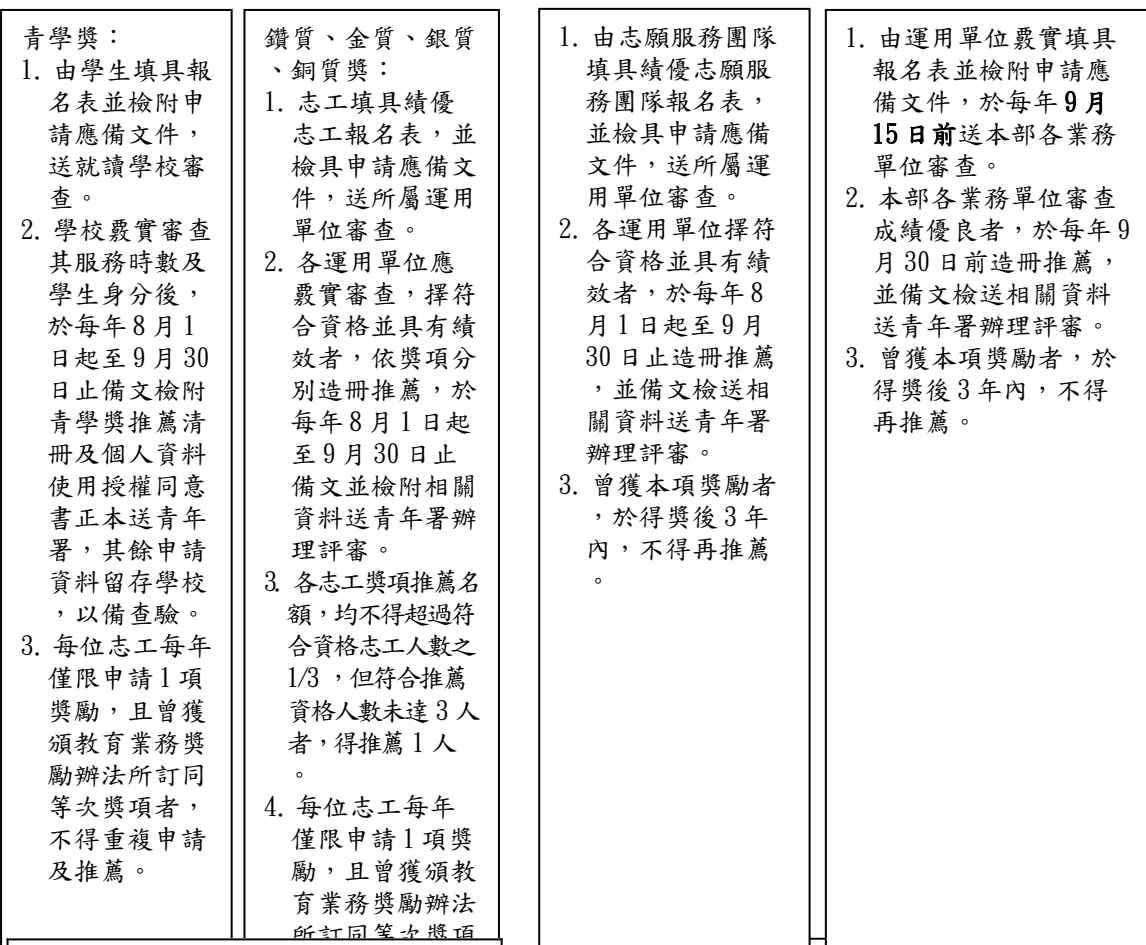 青學獎：
1. 由學生填具報
名表並檢附申
請應備文件，
送就讀學校審
查。
2. 學校覈實審查
其服務時數及
學生身分後，
於每年8月1
日起至9月30
日止備文檢附
青學獎推薦清
冊及個人資料
使用授權同意
書正本送青年
署，其餘申請
資料留存學校
，以備查驗。
3. 每位志工每年
僅限申請1項
獎勵，且曾獲
頒教育業務獎
勵辦法所訂同
等次獎項者，
不得重複申請
及推薦。
鑽質、金質、銀質
、銅質獎：
1. 志工填具績優
志工報名表，並
檢具申請應備文
件，送所屬運用
單位審查。
2. 各運用單位應
覈實審查，擇符
合資格並具有績
效者，依獎項分
別造冊推薦，於
每年8月1日起
至9月30日止
備文並檢附相關
資料送青年署辦
理評審。
3. 各志工獎項推薦名
額，均不得超過符
合資格志工人數之
1/3，但符合推薦
資格人數未達3人
者，得推薦1人
。
4. 每位志工每年
僅限申請1項獎
勵，且曾獲頒教
育業務獎勵辦法
所訂同等次獎項
1. 由志願服務團隊
填具績優志願服
務團隊報名表，
並檢具申請應備
文件，送所屬運
用單位審查。
2. 各運用單位擇符
合資格並具有績
效者，於每年8
月1日起至9月
30日止造冊推薦
，並備文檢送相
關資料送青年署
辦理評審。
3. 曾獲本項獎勵者
，於得獎後3年
內，不得再推薦
。
1. 由運用單位覈實填具
報名表並檢附申請應
備文件，於每年9月
15日前送本部各業務
單位審查。
2. 本部各業務單位審查
成績優良者，於每年9
月30日前造冊推薦，
並備文檢送相關資料
送青年署辦理評審。
3. 曾獲本項獎勵者，於
得獎後3年內，不得
再推薦。